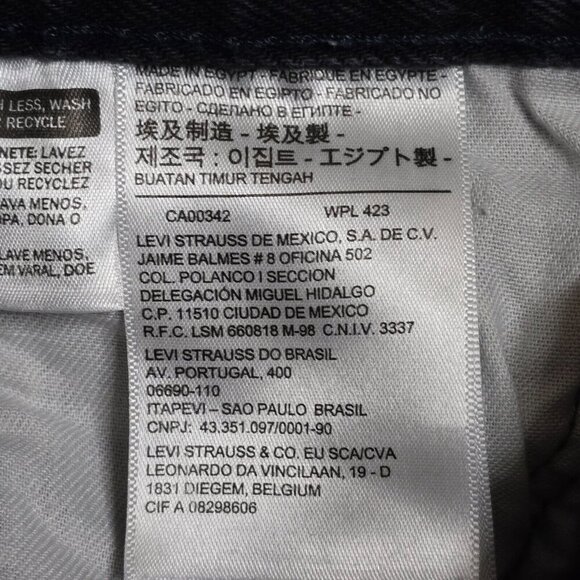 LESS, WASH
RECYCLE
NETE: LAVEZ
SSEZ SECHER
OU RECYCLEZ
AVA MENOS,
OPA, DONA O
LAVE MENOS,
EM VARAL, DOE
MADE IN EGYPT - FABRIQUE EN EGYPTE -
FABRICADO EN EGIPTO - FABRICADO NO
EGITO - СДЕЛАНО В ЕГИПТЕ -
埃及制造 - 埃及製 -
제조국 : 이집트 - エジプト製 -
BUATAN TIMUR TENGAH
CA00342 WPL 423
LEVI STRAUSS DE MEXICO, S.A. DE C.V.
JAIME BALMES # 8 OFICINA 502
COL. POLANCO I SECCION
DELEGACIÓN MIGUEL HIDALGO
C.P. 11510 CIUDAD DE MEXICO
R.F.C. LSM 660818 M-98 C.N.I.V. 3337
LEVI STRAUSS DO BRASIL
AV. PORTUGAL, 400
06690-110
ITAPEVI – SAO PAULO BRASIL
CNPJ: 43.351.097/0001-90
LEVI STRAUSS & CO. EU SCA/CVA
LEONARDO DA VINCILAAN, 19 - D
1831 DIEGEM, BELGIUM
CIF A 08298606